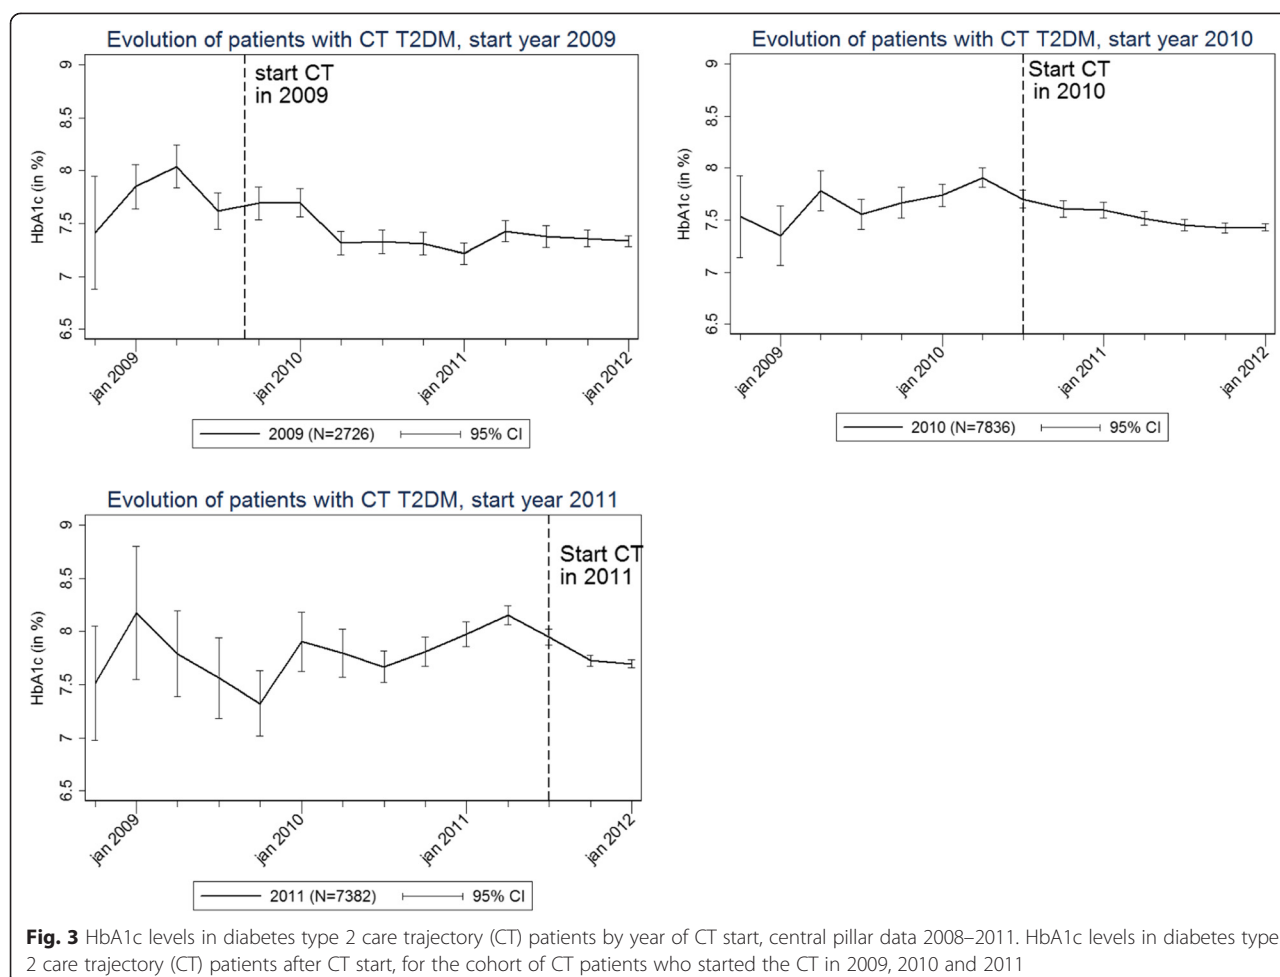 Evolution of patients with CT T2DM, start year 2009
start CT
in 2009
HbA1c (in %)
9
8.5
8
7.5
7
6.5
jan 2009
jan 2010
jan 2011
jan 2012
2009 (N=2726)
95% CI
Evolution of patients with CT T2DM, start year 2010
Start CT
in 2010
HbA1c (in %)
9
8.5
8
7.5
7
6.5
jan 2009
jan 2010
jan 2011
jan 2012
2010 (N=7836)
95% CI
Evolution of patients with CT T2DM, start year 2011
Start CT
in 2011
HbA1c (in %)
9
8.5
8
7.5
7
6.5
jan 2009
jan 2010
jan 2011
jan 2012
2011 (N=7382)
95% CI
Fig. 3 HbA1c levels in diabetes type 2 care trajectory (CT) patients by year of CT start, central pillar data 2008–2011. HbA1c levels in diabetes type
2 care trajectory (CT) patients after CT start, for the cohort of CT patients who started the CT in 2009, 2010 and 2011